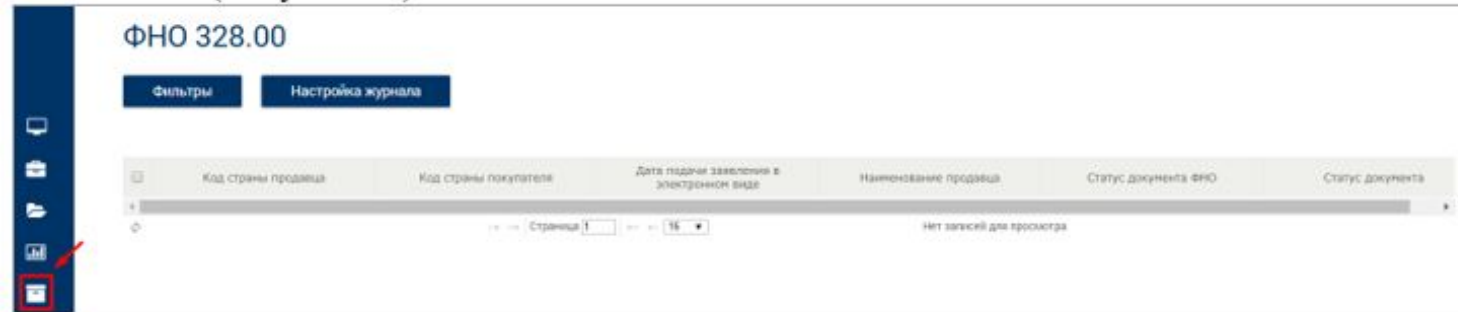 ФНО 328.00
Фильтры Настройка журнала
Код страны продавца Код страны покупателя Дата подачи заявления в электронном виде Наименование продавца Статус документа ФНО Статус документа
Страница 1 15 Нет записей для просмотра